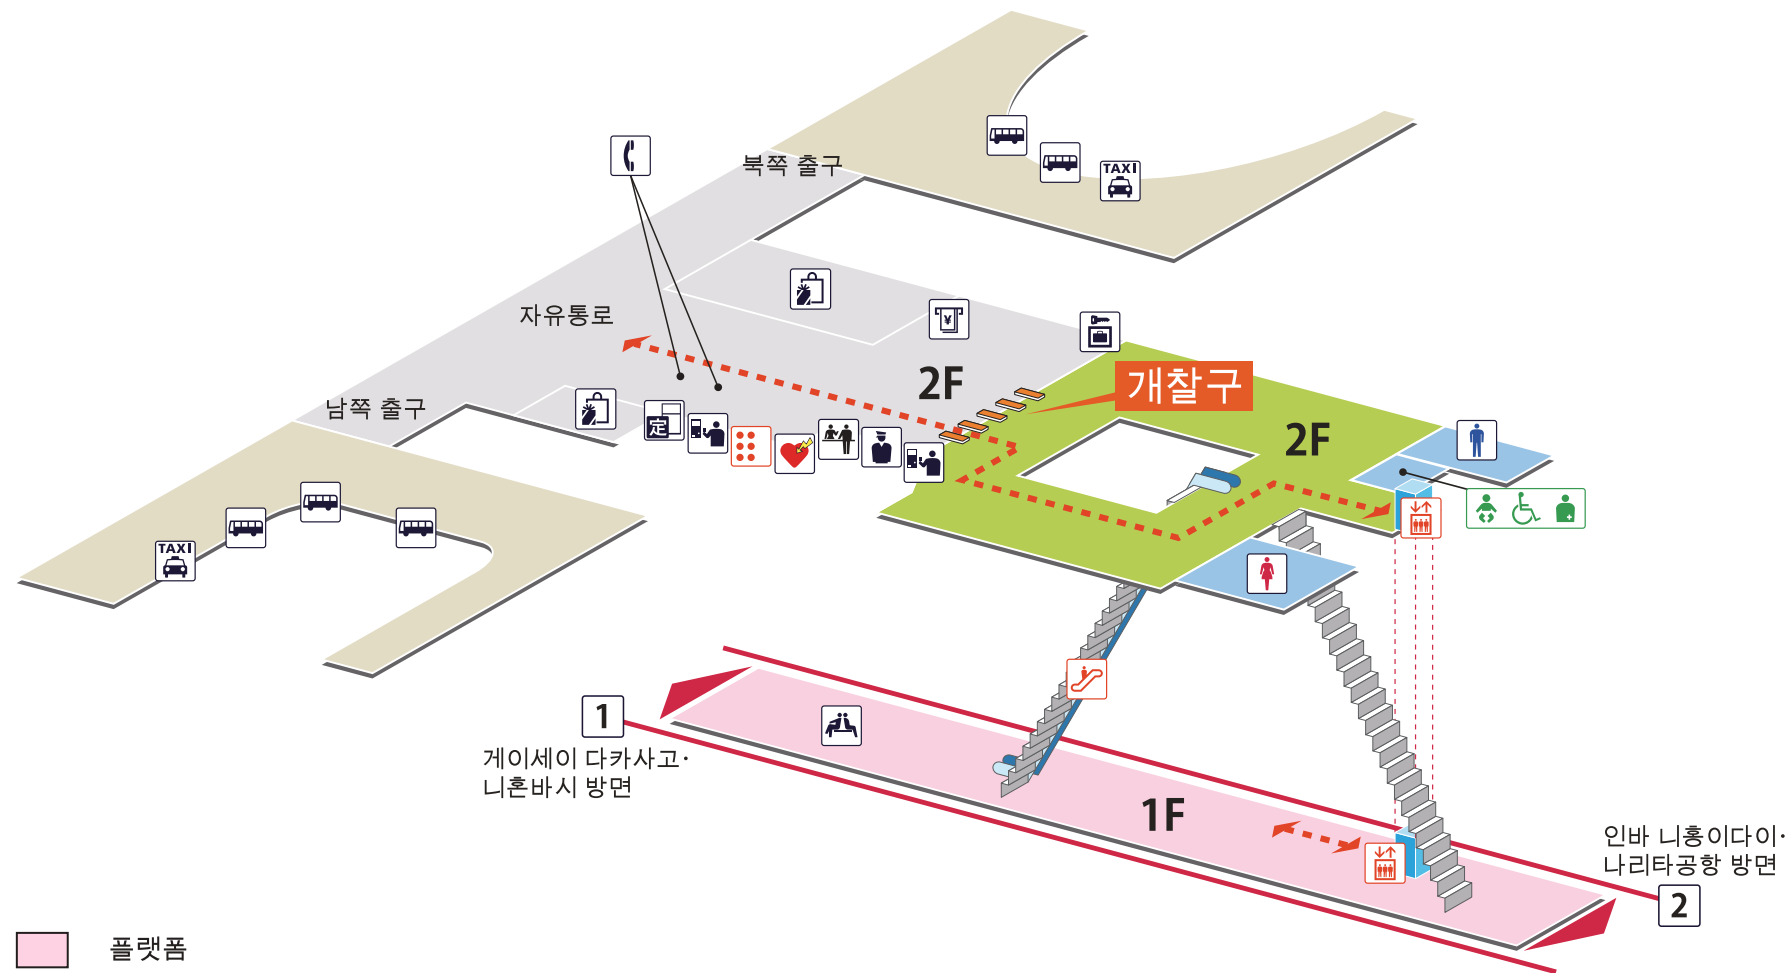 북쪽 출구
TAXI
자유통로
¥
2F
개찰구
남쪽 출구
定
2F
TAXI
1
게이세이 다카사고·
니혼바시 방면
1F
인바 니홍이다이·
나리타공항 방면
2
플랫폼